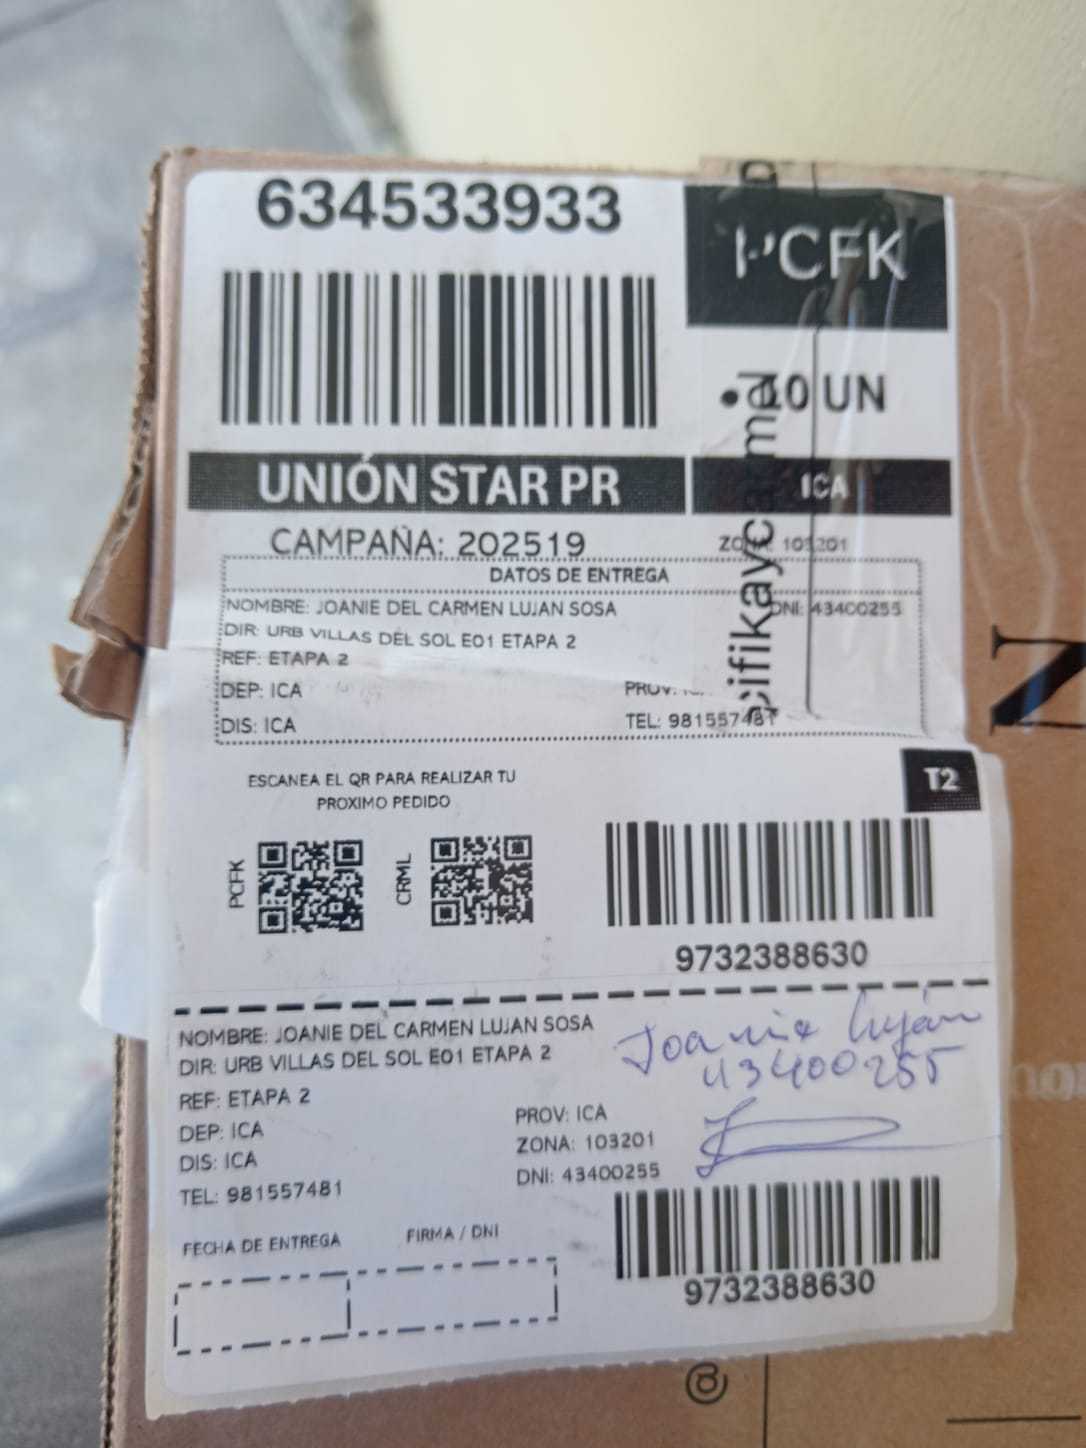 634533933
PCFK
UN
UNIÓN STAR PR
ICA
CAMPAÑA: 202519
ZONA: 103201
DATOS DE ENTREGA
NOMBRE: JOANIE DEL CARMEN LUJAN SOSA
DNI: 43400255
DIR: URB VILLAS DEL SOL E01 ETAPA 2
REF: ETAPA 2
DEP: ICA
PROV:
DIS: ICA
TEL: 981557481
cifikaycarmel
N
ESCANEA EL QR PARA REALIZAR TU
PROXIMO PEDIDO
T2
PCFK
CRML
9732388630
NOMBRE: JOANIE DEL CARMEN LUJAN SOSA
DIR: URB VILLAS DEL SOL E01 ETAPA 2
REF: ETAPA 2
DEP: ICA
DIS: ICA
TEL: 981557481
PROV: ICA
ZONA: 103201
DNI: 43400255
Joanie Luján
43400255
FECHA DE ENTREGA
FIRMA / DNI
9732388630
@